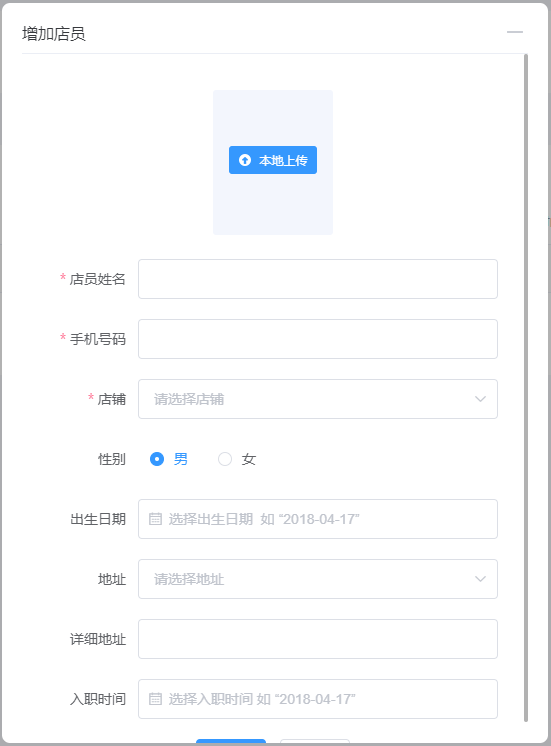 增加店员
本地上传
* 店员姓名
* 手机号码
* 店铺 请选择店铺
性别 男 女
出生日期 选择出生日期 如 “2018-04-17”
地址 请选择地址
详细地址
入职时间 选择入职时间 如 “2018-04-17”